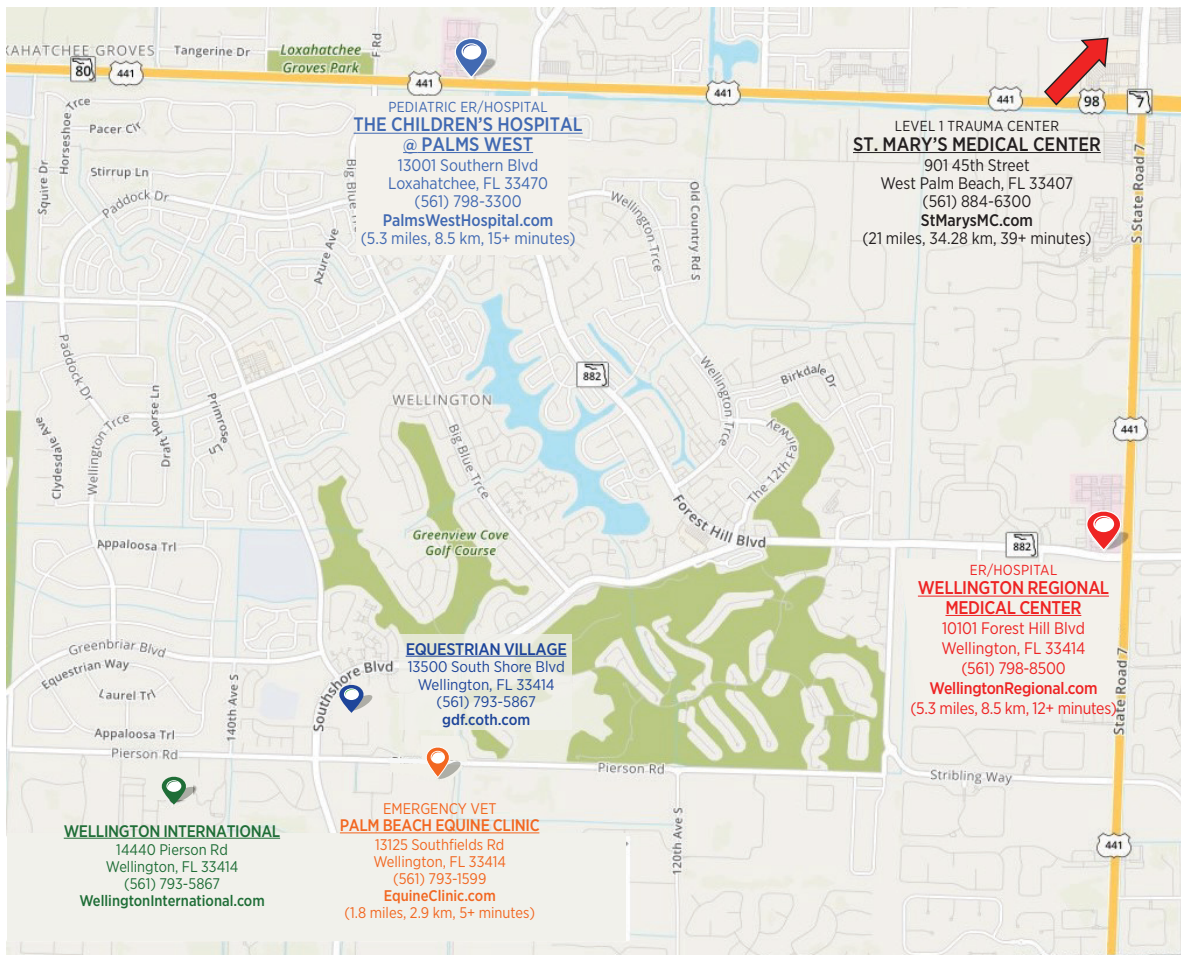 XAHATCHEE GROVES
Tangerine Dr
Loxahatchee
Groves Park
F Rd
80
441
441
441
441
98
7
Horseshoe Trce
Pacer Cir
Squire Dr
Stirrup Ln
Paddock Dr
Big Blue Tr
Azure Ave
PEDIATRIC ER/HOSPITAL
THE CHILDREN'S HOSPITAL
@ PALMS WEST
13001 Southern Blvd
Loxahatchee, FL 33470
(561) 798-3300
PalmsWestHospital.com
(5.3 miles, 8.5 km, 15+ minutes)
Wellington Trce
Old Country Rd S
LEVEL 1 TRAUMA CENTER
ST. MARY'S MEDICAL CENTER
901 45th Street
West Palm Beach, FL 33407
(561) 884-6300
StMarysMC.com
(21 miles, 34.28 km, 39+ minutes)
S State Road 7
Paddock Dr
Clydesdale Ave
Wellington Trce
Draft Horse Ln
Primrose Ln
WELLINGTON
Big Blue Trce
882
Wellington Trce
Birkdale Dr
The 12th Fairway
441
Greenview Cove
Golf Course
Forest Hill Blvd
882
Appaloosa Trl
ER/HOSPITAL
WELLINGTON REGIONAL
MEDICAL CENTER
10101 Forest Hill Blvd
Wellington, FL 33414
(561) 798-8500
WellingtonRegional.com
(5.3 miles, 8.5 km, 12+ minutes)
State Road 7
Greenbriar Blvd
Equestrian Way
Laurel Trl
140th Ave S
Southshore Blvd
EQUESTRIAN VILLAGE
13500 South Shore Blvd
Wellington, FL 33414
(561) 793-5867
gdf.coth.com
Appaloosa Trl
Pierson Rd
Pierson Rd
Stribling Way
120th Ave S
441
WELLINGTON INTERNATIONAL
14440 Pierson Rd
Wellington, FL 33414
(561) 793-5867
WellingtonInternational.com
EMERGENCY VET
PALM BEACH EQUINE CLINIC
13125 Southfields Rd
Wellington, FL 33414
(561) 793-1599
EquineClinic.com
(1.8 miles, 2.9 km, 5+ minutes)